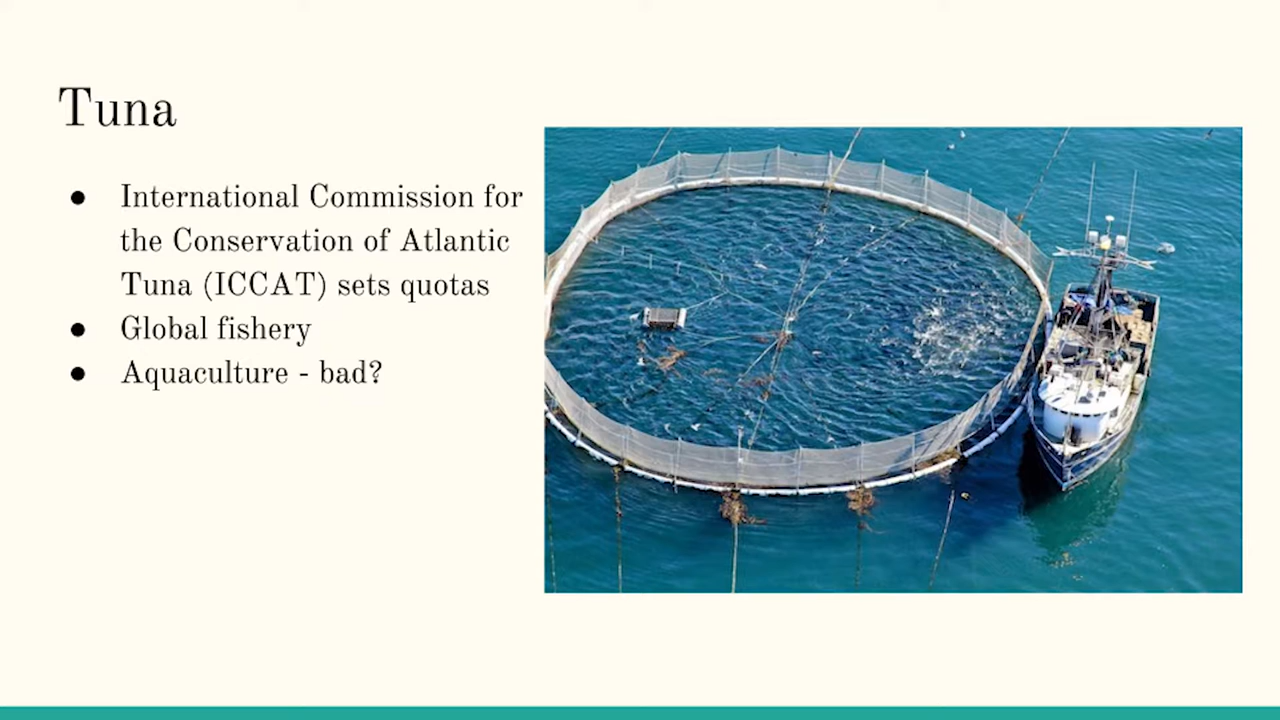 Tuna
● International Commission for
the Conservation of Atlantic
Tuna (ICCAT) sets quotas
● Global fishery
● Aquaculture - bad?